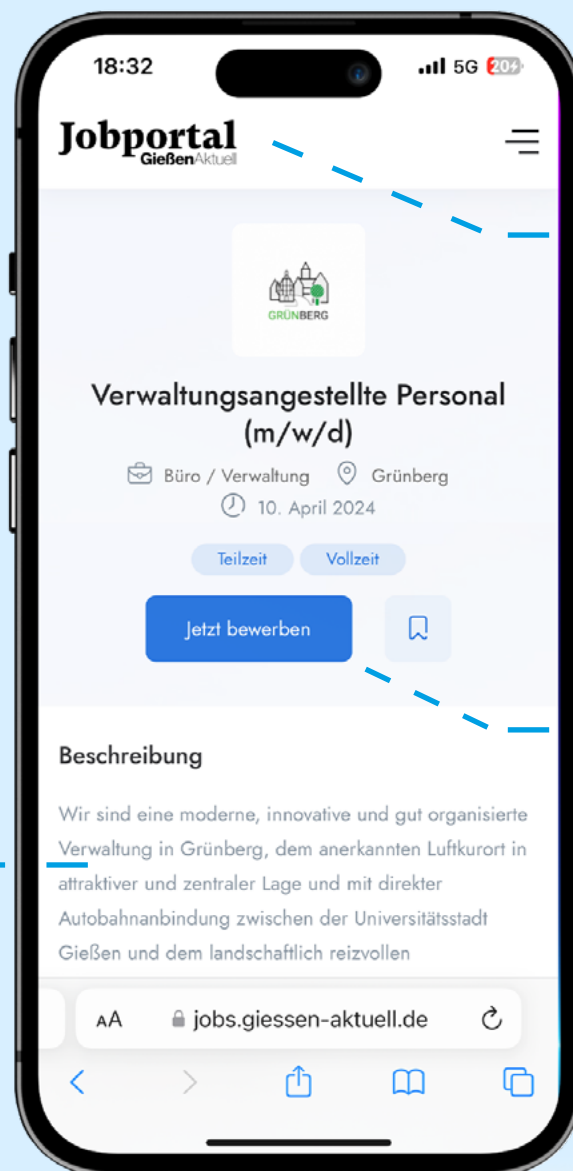 18:32
5G 20
Jobportal
GießenAktuell
GRÜNBERG
Verwaltungsangestellte Personal
(m/w/d)
Büro / Verwaltung Grünberg
10. April 2024
Teilzeit Vollzeit
Jetzt bewerben
Beschreibung
Wir sind eine moderne, innovative und gut organisierte
Verwaltung in Grünberg, dem anerkannten Luftkurort in
attraktiver und zentraler Lage und mit direkter
Autobahnanbindung zwischen der Universitätsstadt
Gießen und dem landschaftlich reizvollen
AA jobs.giessen-aktuell.de